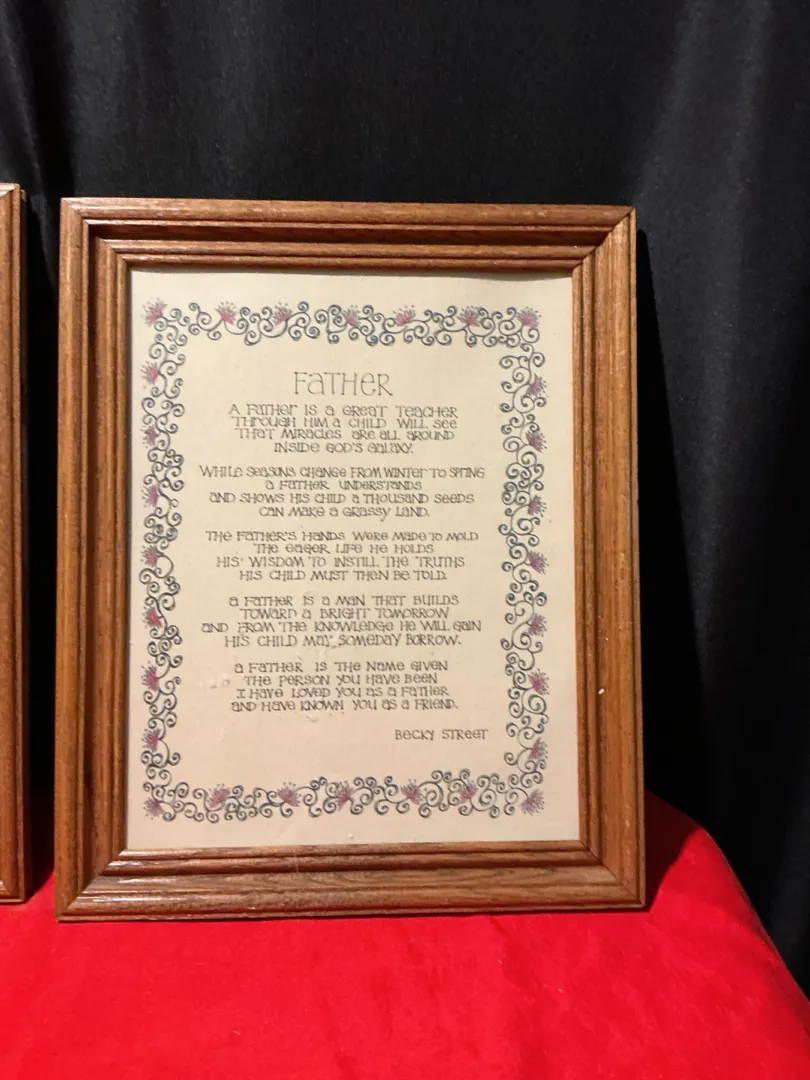 FATHER
A FATHER IS A GREAT TEACHER
THROUGH HIM A CHILD WILL SEE
THAT MIRACLES ARE ALL AROUND
INSIDE GOD'S GALAXY.
WHILE SEASONS CHANGE FROM WINTER TO SPRING
A FATHER UNDERSTANDS
AND SHOWS HIS CHILD A THOUSAND SEEDS
CAN MAKE A GRASSY LAND.
THE FATHER'S HANDS WERE MADE TO MOLD
THE EAGER LIFE HE HOLDS
HIS WISDOM TO INSTILL THE TRUTHS
HIS CHILD MUST THEN BE TOLD.
A FATHER IS A MAN THAT BUILDS
TOWARD A BRIGHT TOMORROW
AND FROM THE KNOWLEDGE HE WILL GAIN
HIS CHILD MAY SOMEDAY BORROW.
A FATHER IS THE NAME GIVEN
THE PERSON YOU HAVE BEEN
I HAVE LOVED YOU AS A FATHER
AND HAVE KNOWN YOU AS A FRIEND.
BECKY STREET